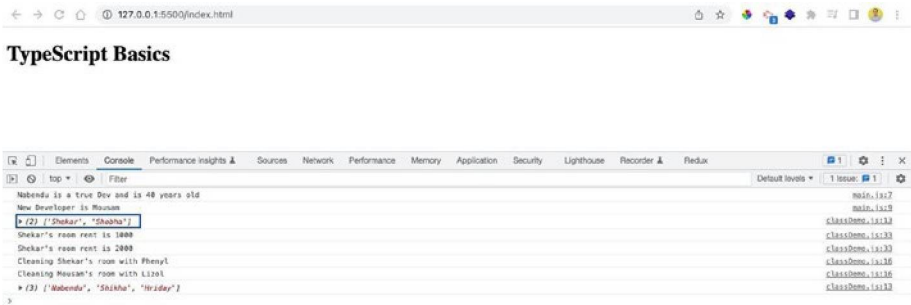 127.0.0.1:5500/index.html
TypeScript Basics
Elements Console Performance insights Sources Network Performance Memory Application Security Lighthouse Recorder Redux 1
top Filter Default levels 1 Issue: 1
Nabendu is a true Dev and is 40 years old main.js:7
New Developer is Mousam main.js:9
(2) ['Shekar', 'Shabha'] classDemo.js:13
Shekar's room rent is 1000 classDemo.js:33
Shekar's room rent is 2000 classDemo.js:33
Cleaning Shekar's room with Phenyl classDemo.js:16
Cleaning Mousam's room with Lizol classDemo.js:16
(3) ['Nabendu', 'Shikha', 'Hriday'] classDemo.js:13